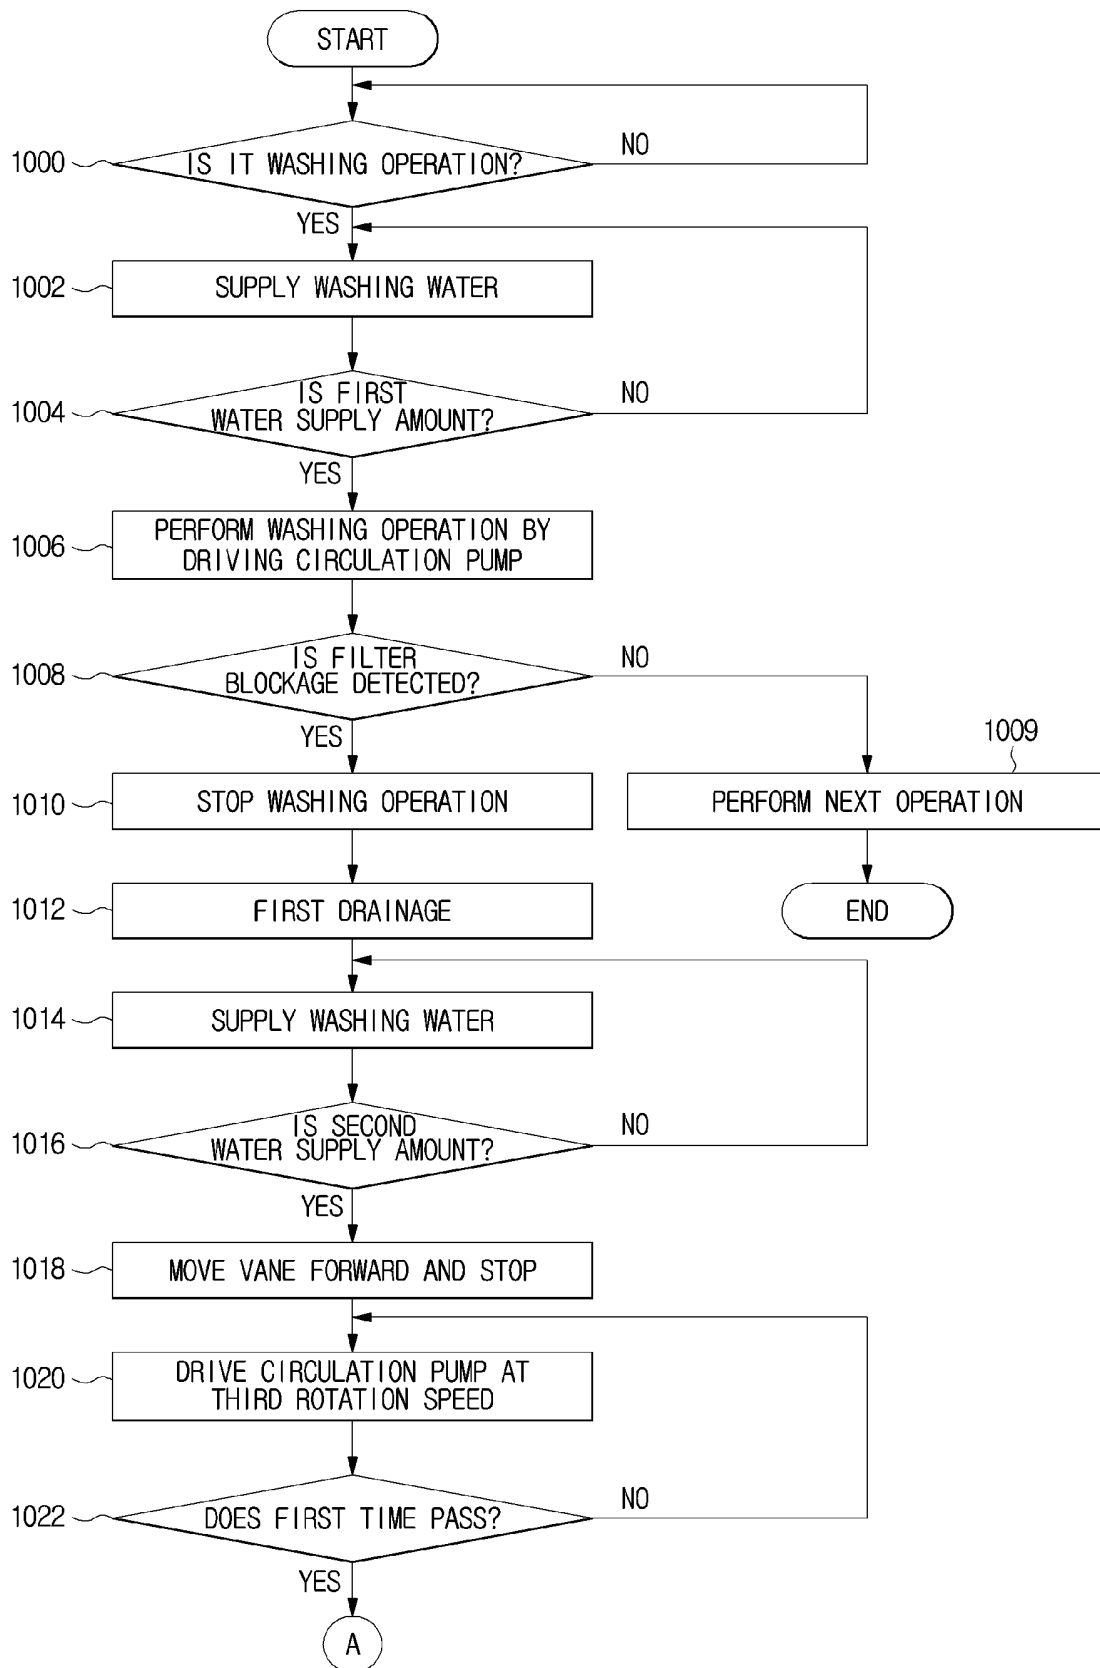 START
1000
IS IT WASHING OPERATION?
NO
YES
1002
SUPPLY WASHING WATER
1004
IS FIRST
WATER SUPPLY AMOUNT?
NO
YES
1006
PERFORM WASHING OPERATION BY
DRIVING CIRCULATION PUMP
1008
IS FILTER
BLOCKAGE DETECTED?
NO
YES
1009
1010
STOP WASHING OPERATION
PERFORM NEXT OPERATION
1012
FIRST DRAINAGE
END
1014
SUPPLY WASHING WATER
1016
IS SECOND
WATER SUPPLY AMOUNT?
NO
YES
1018
MOVE VANE FORWARD AND STOP
1020
DRIVE CIRCULATION PUMP AT
THIRD ROTATION SPEED
1022
DOES FIRST TIME PASS?
NO
YES
A